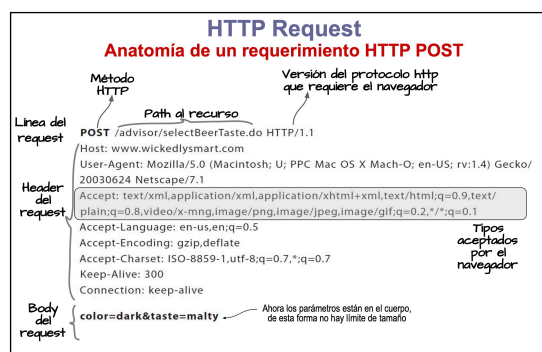 HTTP Request
Anatomía de un requerimiento HTTP POST
Método
HTTP
Versión del protocolo http
que requiere el navegador
Path al recurso
Línea del
request
POST /advisor/selectBeerTaste.do HTTP/1.1
Host: www.wickedlysmart.com
User-Agent: Mozilla/5.0 (Macintosh; U; PPC Mac OS X Mach-O; en-US; rv:1.4) Gecko/
20030624 Netscape/7.1
Header
del
request
Accept: text/xml,application/xml,application/xhtml+xml,text/html;q=0.9,text/
plain;q=0.8,video/x-mng,image/png,image/jpeg,image/gif;q=0.2,*/*;q=0.1
Accept-Language: en-us,en;q=0.5
Accept-Encoding: gzip,deflate
Accept-Charset: ISO-8859-1,utf-8;q=0.7,*;q=0.7
Keep-Alive: 300
Connection: keep-alive
Tipos
aceptados
por el
navegador
Body
del
request
color=dark&taste=malty
Ahora los parámetros están en el cuerpo,
de esta forma no hay límite de tamaño